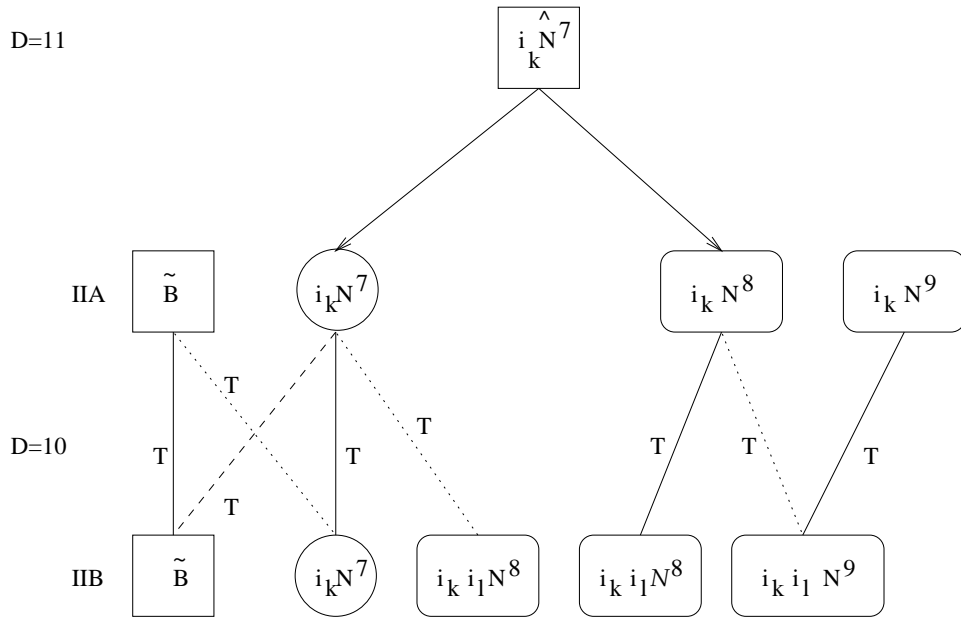 D=11
i_k N̂^7
IIA
B̃
i_k N^7
i_k N^8
i_k N^9
T
T
D=10
T
T
T
T
T
T
IIB
B̃
i_k N^7
i_k i_l N^8
i_k i_l N^8
i_k i_l N^9